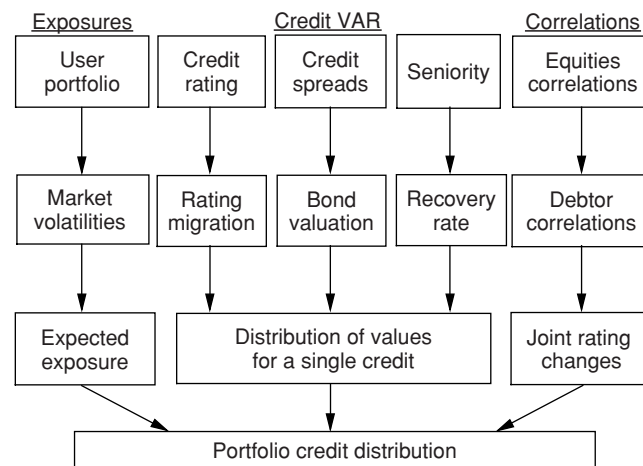 Exposures
Credit VAR
Correlations
User
portfolio
Credit
rating
Credit
spreads
Seniority
Equities
correlations
Market
volatilities
Rating
migration
Bond
valuation
Recovery
rate
Debtor
correlations
Expected
exposure
Distribution of values
for a single credit
Joint rating
changes
Portfolio credit distribution